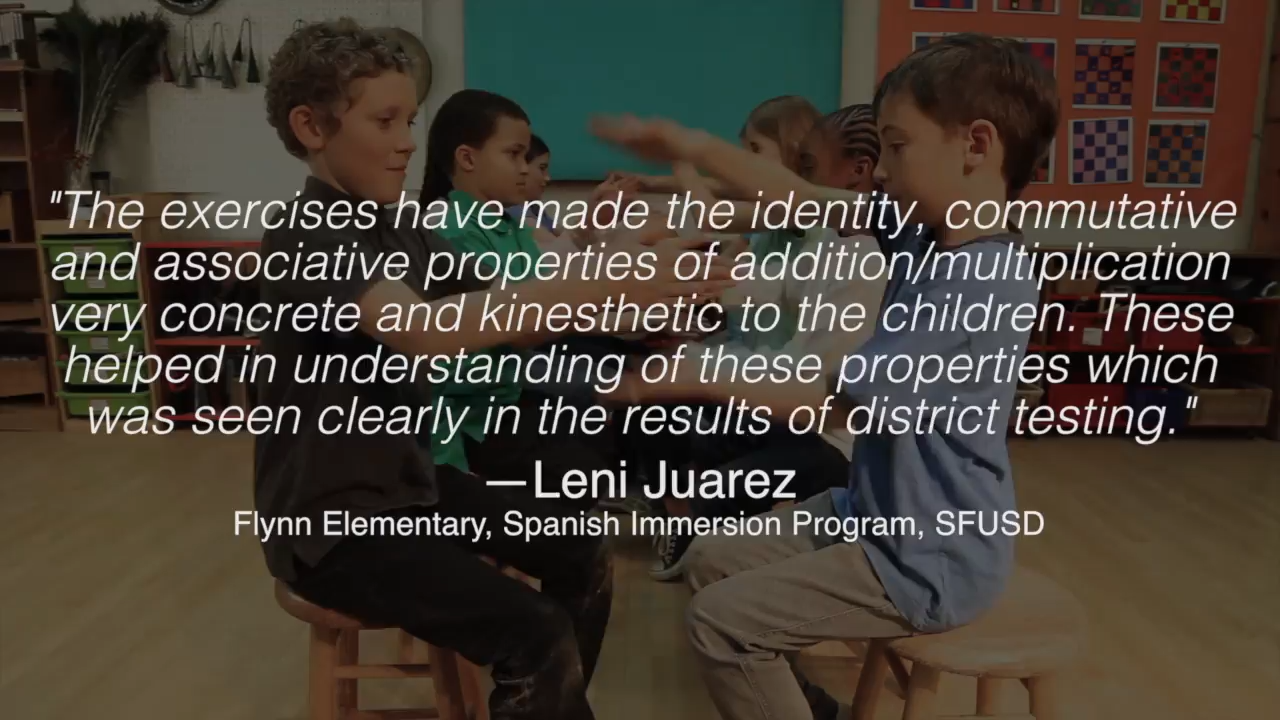 "The exercises have made the identity, commutative
and associative properties of addition/multiplication
very concrete and kinesthetic to the children. These
helped in understanding of these properties which
was seen clearly in the results of district testing."
—Leni Juarez
Flynn Elementary, Spanish Immersion Program, SFUSD